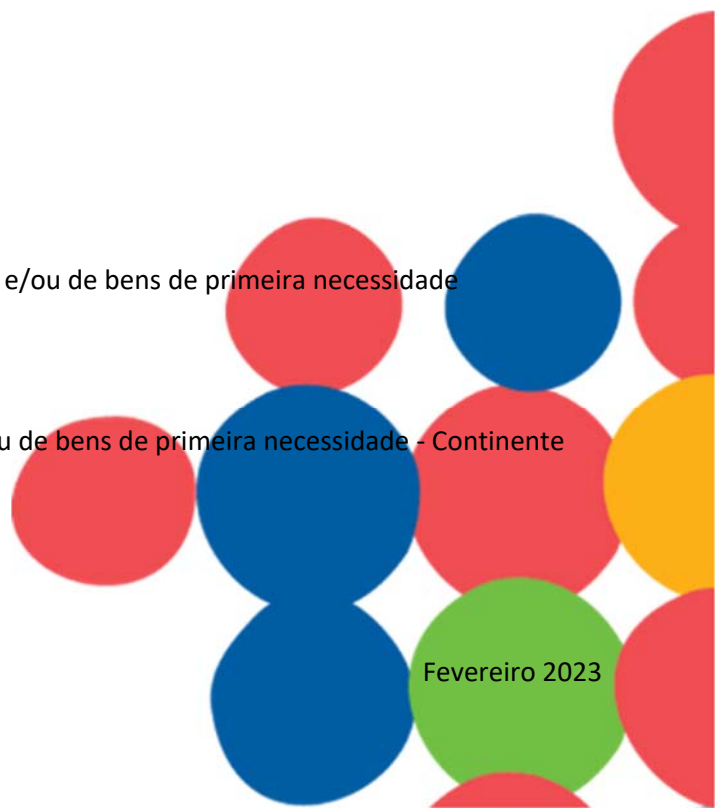 e/ou de bens de primeira necessidade
u de bens de primeira necessidade - Continente
Fevereiro 2023